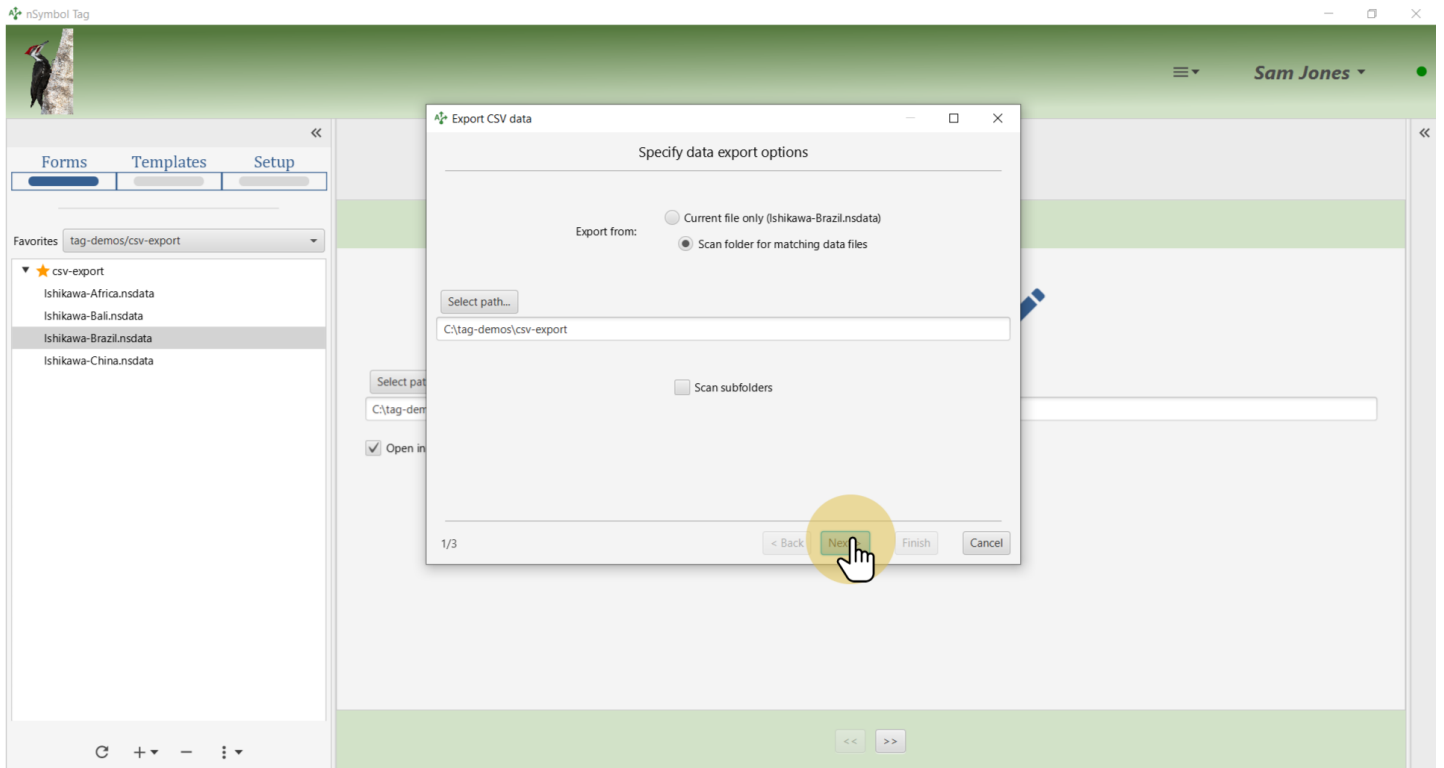 nSymbol Tag
Sam Jones
Forms Templates Setup
Favorites tag-demos/csv-export
csv-export
Ishikawa-Africa.nsdata
Ishikawa-Bali.nsdata
Ishikawa-Brazil.nsdata
Ishikawa-China.nsdata
Export CSV data
Specify data export options
Export from:
Current file only (Ishikawa-Brazil.nsdata)
Scan folder for matching data files
Select path...
C:\tag-demos\csv-export
Scan subfolders
1/3
< Back
Finish
Cancel
Select
Open
<< >>